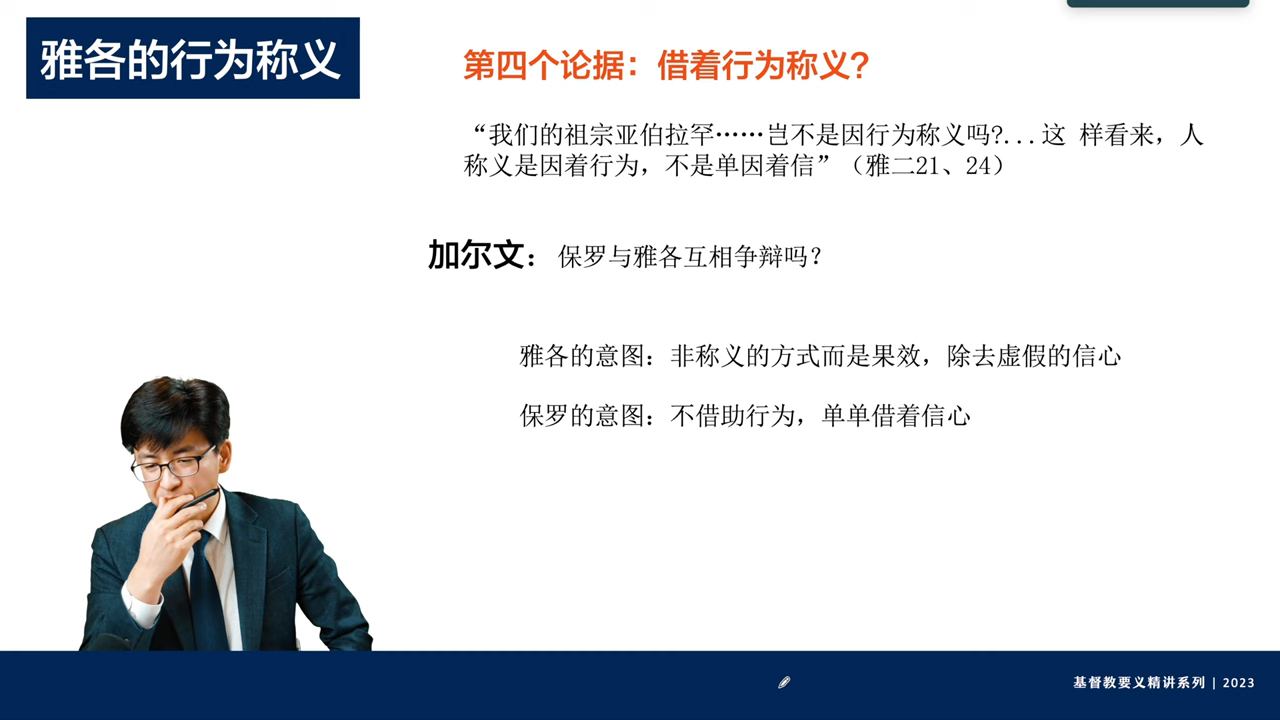 雅各的行为称义
第四个论据：借着行为称义？
“我们的祖宗亚伯拉罕……岂不是因行为称义吗?...这 样看来，人
称义是因着行为，不是单因着信”（雅二21、24）
加尔文：保罗与雅各互相争辩吗？
雅各的意图：非称义的方式而是果效，除去虚假的信心
保罗的意图：不借助行为，单单借着信心
基督教要义精讲系列 | 2023